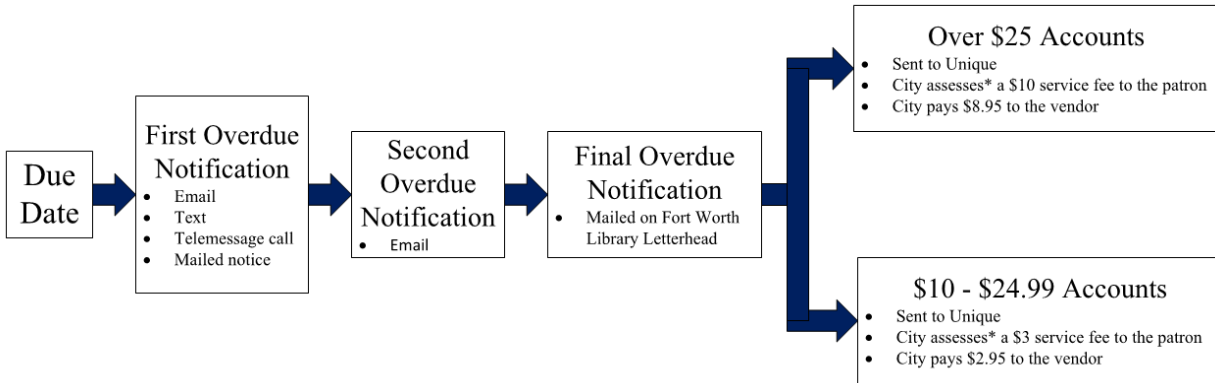 Due
Date
First Overdue
Notification
• Email
• Text
• Telemessage call
• Mailed notice
Second
Overdue
Notification
• Email
Final Overdue
Notification
• Mailed on Fort Worth
Library Letterhead
Over $25 Accounts
• Sent to Unique
• City assesses* a $10 service fee to the patron
• City pays $8.95 to the vendor
$10 - $24.99 Accounts
• Sent to Unique
• City assesses* a $3 service fee to the patron
• City pays $2.95 to the vendor